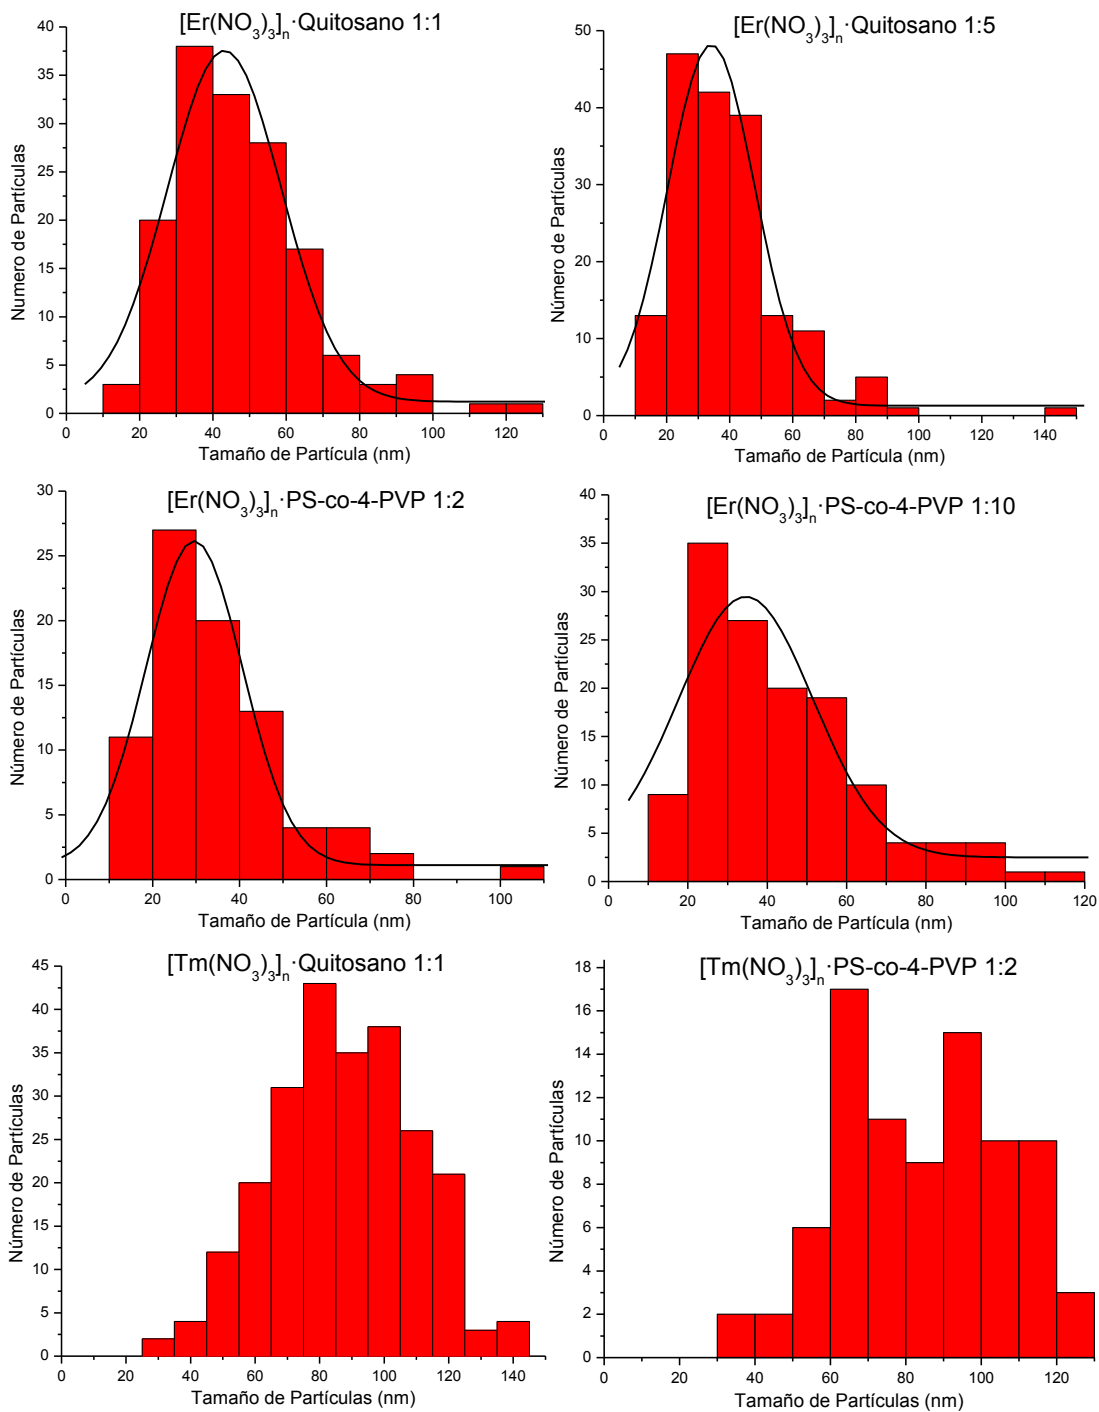 [Er(NO3)3]n·Quitosano 1:1
40
35
30
25
20
15
10
5
0
Numero de Partículas
0 20 40 60 80 100 120
Tamaño de Partícula (nm)
[Er(NO3)3]n·Quitosano 1:5
50
40
30
20
10
0
Número de Partículas
0 20 40 60 80 100 120 140
Tamaño de Partícula (nm)
[Er(NO3)3]n·PS-co-4-PVP 1:2
30
25
20
15
10
5
0
Número de Partículas
0 20 40 60 80 100
Tamaño de Partícula (nm)
[Er(NO3)3]n·PS-co-4-PVP 1:10
40
35
30
25
20
15
10
5
0
Número de Partículas
0 20 40 60 80 100 120
Tamaño de Partícula (nm)
[Tm(NO3)3]n·Quitosano 1:1
45
40
35
30
25
20
15
10
5
0
Número de Partículas
0 20 40 60 80 100 120 140
Tamaño de Partículas (nm)
[Tm(NO3)3]n·PS-co-4-PVP 1:2
18
16
14
12
10
8
6
4
2
0
Número de Partículas
0 20 40 60 80 100 120
Tamaño de Partículas (nm)